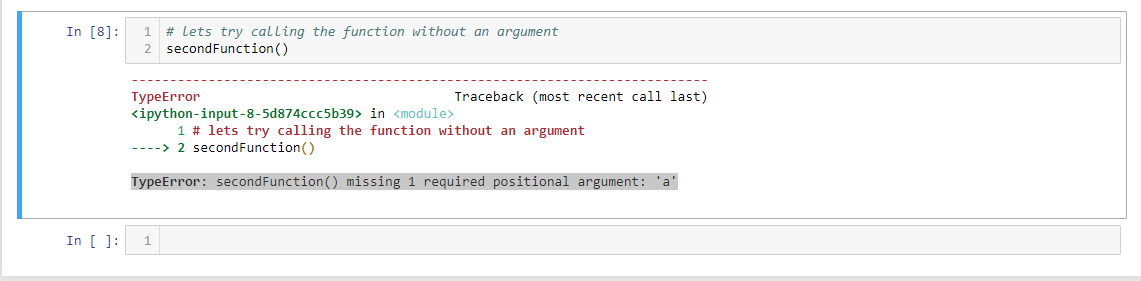 In [8]: 1 # lets try calling the function without an argument
2 secondFunction()
---------------------------------------------------------------------------
TypeError Traceback (most recent call last)
<ipython-input-8-5d874ccc5b39> in <module>
1 # lets try calling the function without an argument
----> 2 secondFunction()
TypeError: secondFunction() missing 1 required positional argument: 'a'
In [ ]: 1